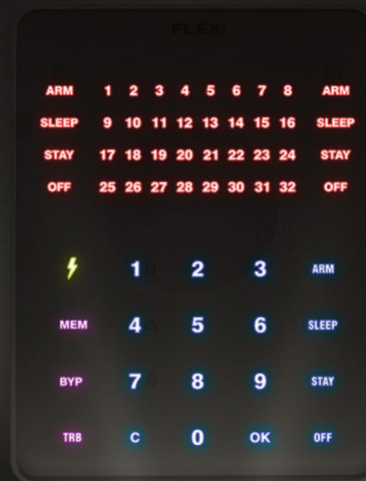 FLEXi
ARM 1 2 3 4 5 6 7 8 ARM
SLEEP 9 10 11 12 13 14 15 16 SLEEP
STAY 17 18 19 20 21 22 23 24 STAY
OFF 25 26 27 28 29 30 31 32 OFF
1 2 3 ARM
MEM 4 5 6 SLEEP
BYP 7 8 9 STAY
TRB C 0 OK OFF